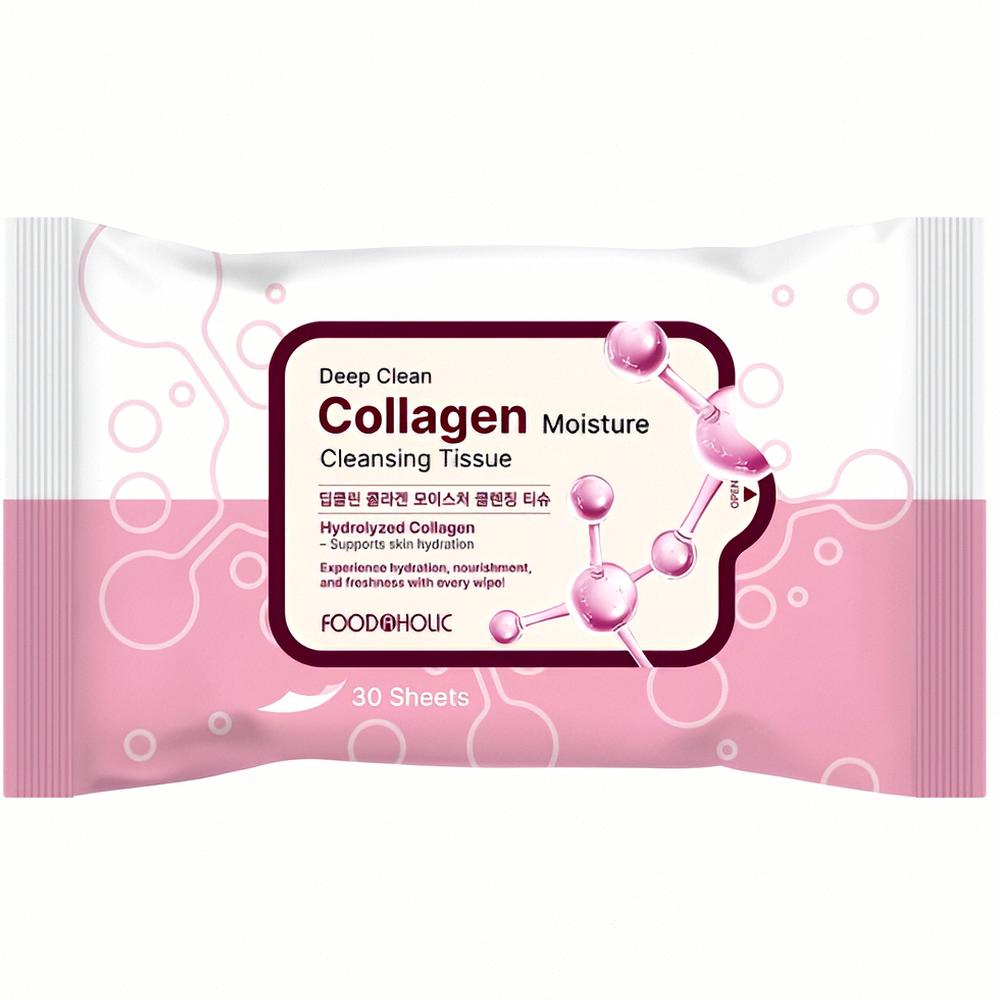 Deep Clean
Collagen Moisture
Cleansing Tissue
딥클린 콜라겐 모이스처 클렌징 티슈
Hydrolyzed Collagen
– Supports skin hydration
Experience hydration, nourishment,
and freshness with every wipe!
FOODAHOLIC
OPEN
30 Sheets